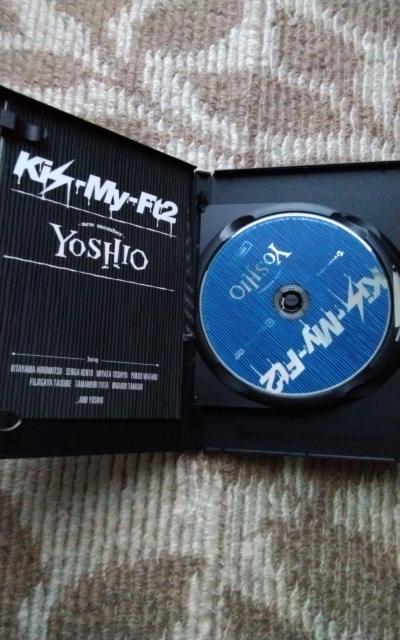 Kis-My-Ft2
-new member-
YOSHIO
Starring
KITAYAMA HIROMITSU SENGA KENTO MIYATA TOSHIYA YOKOO WATARU
FUJIGAYA TAISUKE TAMAMORI YUTA NIKAIDO TAKASHI
...AND YOSHIO
YOSHIO
Kis-My-Ft2